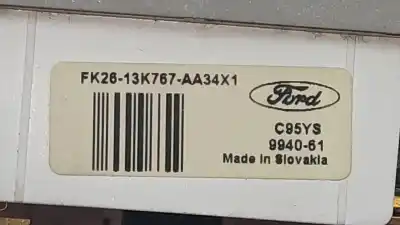 FK26-13K767-AA34X1
Ford
C95YS
9940-61
Made in Slovakia